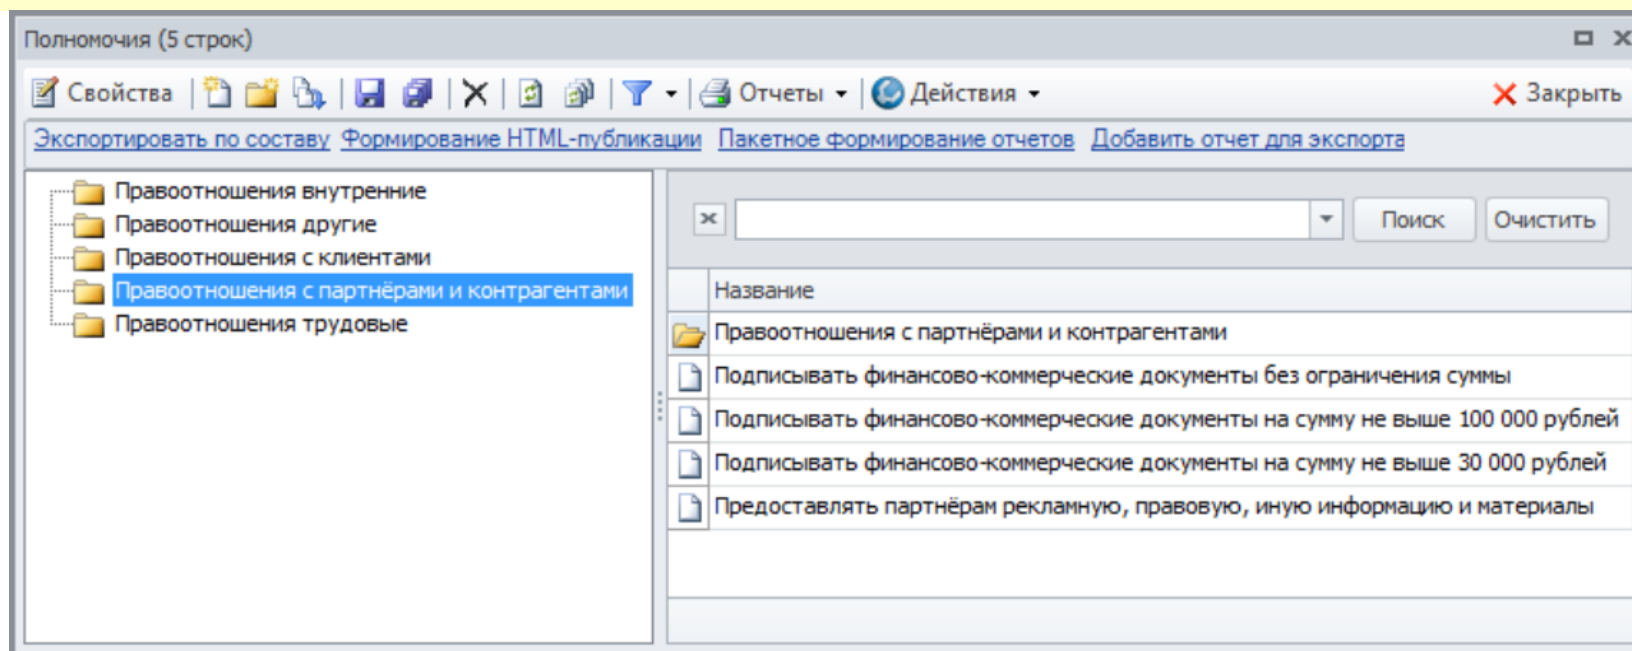 Полномочия (5 строк)
Свойства Отчеты Действия Закрыть
Экспортировать по составу Формирование HTML-публикации Пакетное формирование отчетов Добавить отчет для экспорта
Правоотношения внутренние
Правоотношения другие
Правоотношения с клиентами
Правоотношения с партнёрами и контрагентами
Правоотношения трудовые
Поиск Очистить
Название
Правоотношения с партнёрами и контрагентами
Подписывать финансово-коммерческие документы без ограничения суммы
Подписывать финансово-коммерческие документы на сумму не выше 100 000 рублей
Подписывать финансово-коммерческие документы на сумму не выше 30 000 рублей
Предоставлять партнёрам рекламную, правовую, иную информацию и материалы